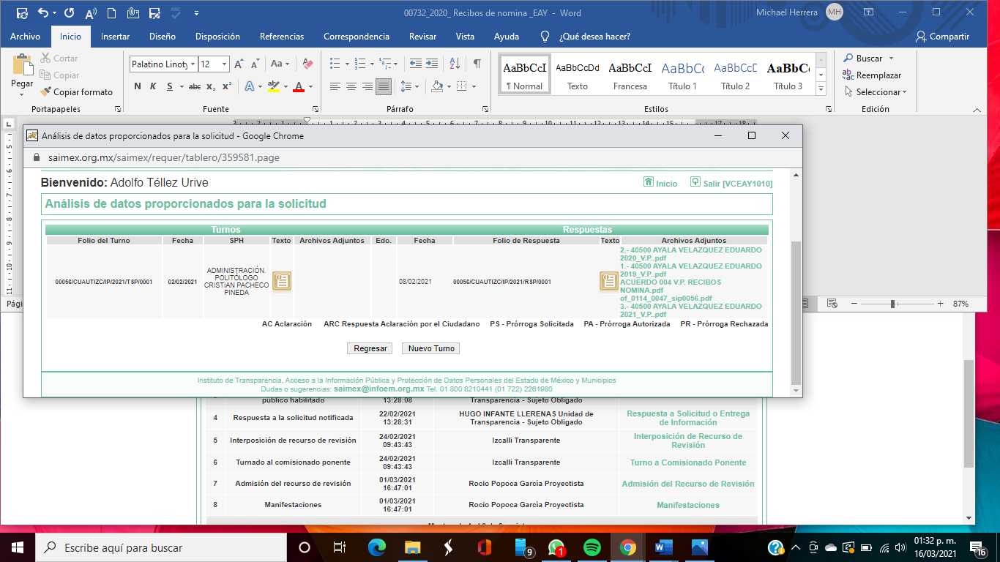 00732_2020_ Recibos de nomina _EAY - Word
Michael Herrera
MH
Archivo
Inicio
Insertar
Diseño
Disposición
Referencias
Correspondencia
Revisar
Vista
Ayuda
¿Qué desea hacer?
Compartir
Pegar
Cortar
Copiar
Copiar formato
Portapapeles
Palatino Linoty
12
N K S abc x₂ x²
Fuente
Párrafo
AaBbCcI
¶ Normal
AaBbCcDd
Texto
AaBbCcI
Francesa
AaBbCc
Título 1
AaBbCcD
Título 2
AaBbC
Título 3
Estilos
Buscar
Reemplazar
Seleccionar
Edición
Análisis de datos proporcionados para la solicitud - Google Chrome
saimex.org.mx/saimex/requer/tablero/359581.page
Bienvenido: Adolfo Téllez Urive
Inicio
Salir [VCEAY1010]
Análisis de datos proporcionados para la solicitud
Turnos
Respuestas
Folio del Turno Fecha SPH Texto Archivos Adjuntos Edo. Fecha Folio de Respuesta Texto Archivos Adjuntos
00056/CUAUTIZC/IP/2021/TSP/0001
02/02/2021
ADMINISTRACIÓN.
POLITÓLOGO
CRISTIAN PACHECO
PINEDA
08/02/2021
00056/CUAUTIZC/IP/2021/RSP/0001
2.- 40500 AYALA VELAZQUEZ EDUARDO
2020_V.P..pdf
1.- 40500 AYALA VELAZQUEZ EDUARDO
2019_V.P..pdf
ACUERDO 004 V.P. RECIBOS
NOMINA.pdf
of_0114_0047_sip0056.pdf
3.- 40500 AYALA VELAZQUEZ EDUARDO
2021_V.P..pdf
AC Aclaración ARC Respuesta Aclaración por el Ciudadano PS - Prórroga Solicitada PA - Prórroga Autorizada PR - Prórroga Rechazada
Regresar
Nuevo Turno
Instituto de Transparencia, Acceso a la Información Pública y Protección de Datos Personales del Estado de México y Municipios
Dudas o sugerencias: saimex@infoem.org.mx Tel. 01 800 8210441 (01 722) 2261980
Pági
87%
público habilitado
13:28:08
Transparencia - Sujeto Obligado
4
Respuesta a la solicitud notificada
22/02/2021
13:28:31
HUGO INFANTE LLERENAS Unidad de
Transparencia - Sujeto Obligado
Respuesta a Solicitud o Entrega
de Información
5
Interposición de recurso de revisión
24/02/2021
09:43:43
Izcalli Transparente
Interposición de Recurso de
Revisión
6
Turnado al comisionado ponente
24/02/2021
09:43:43
Izcalli Transparente
Turno a Comisionado Ponente
7
Admisión del recurso de revisión
01/03/2021
16:47:01
Rocio Popoca García Proyectista
Admisión del Recurso de Revisión
8
Manifestaciones
01/03/2021
16:47:01
Rocio Popoca García Proyectista
Manifestaciones
Escribe aquí para buscar
9
1
01:32 p. m.
16/03/2021
16